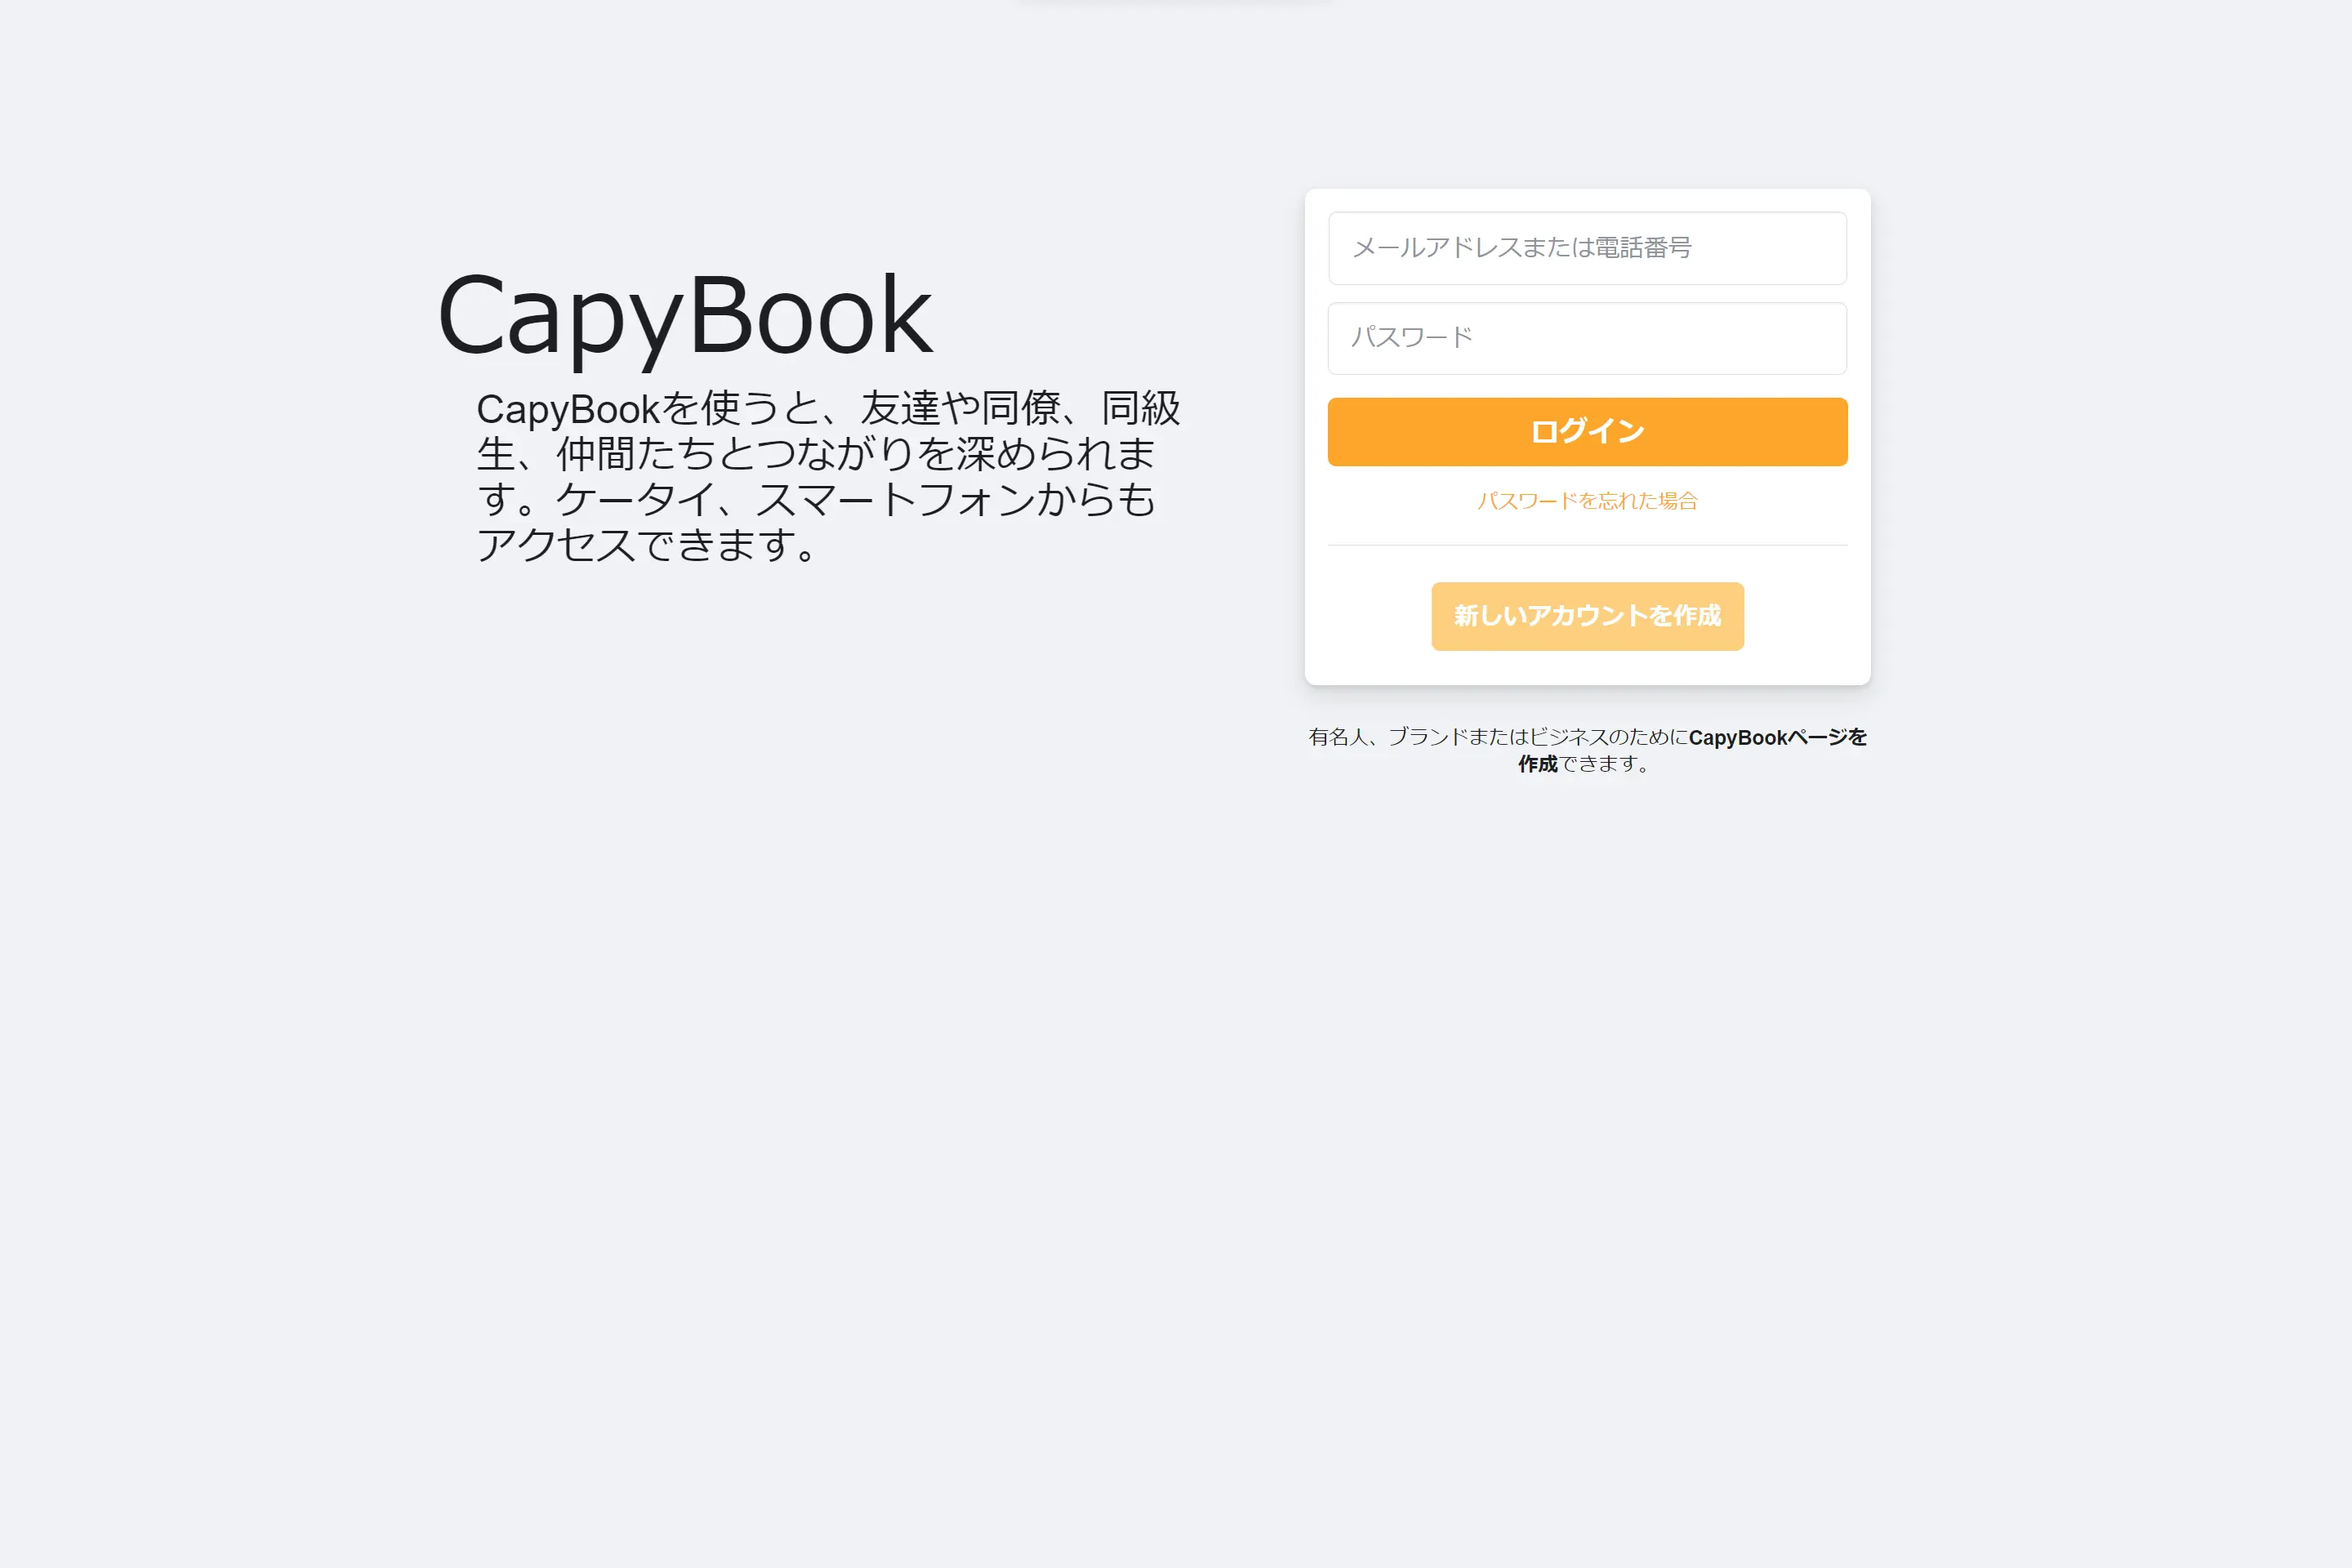 CapyBook
CapyBookを使うと、友達や同僚、同級
生、仲間たちとつながりを深められま
す。ケータイ、スマートフォンからも
アクセスできます。
メールアドレスまたは電話番号
パスワード
ログイン
パスワードを忘れた場合
新しいアカウントを作成
有名人、ブランドまたはビジネスのためにCapyBookページを
作成できます。